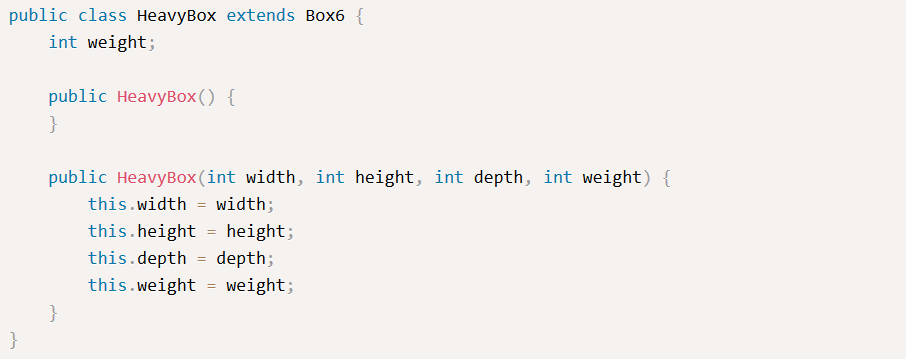 public class HeavyBox extends Box6 {
    int weight;

    public HeavyBox() {
    }

    public HeavyBox(int width, int height, int depth, int weight) {
        this.width = width;
        this.height = height;
        this.depth = depth;
        this.weight = weight;
    }
}